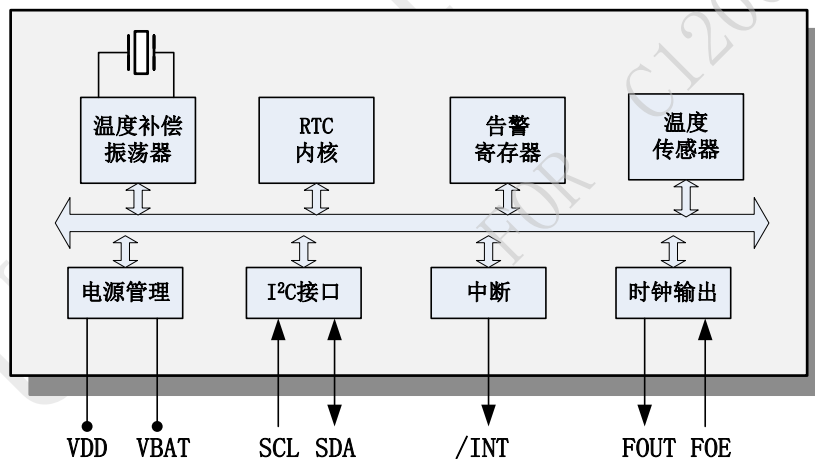 温度补偿
振荡器
RTC
内核
告警
寄存器
温度
传感器
电源管理
I²C接口
中断
时钟输出
VDD VBAT SCL SDA /INT FOUT FOE
FOR